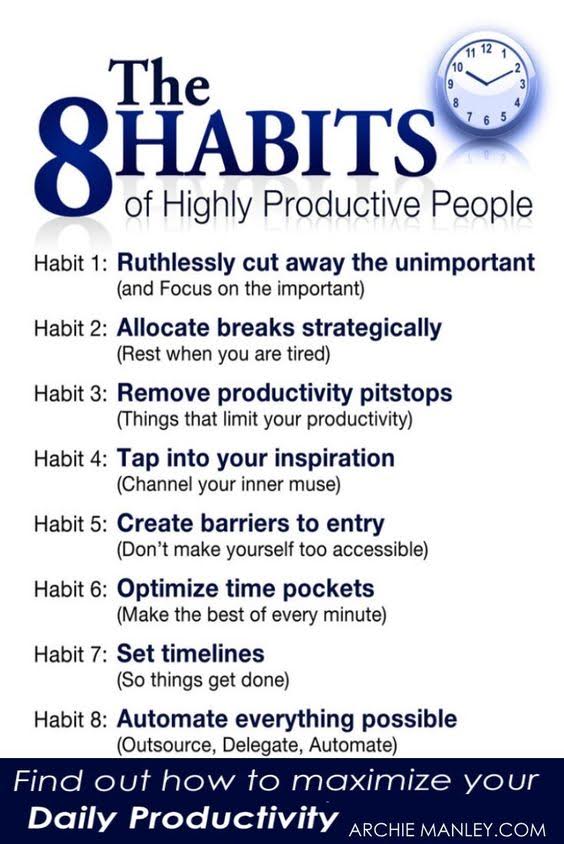 The
8 HABITS
of Highly Productive People
11 12 1
10 2
9 3
8 4
7 6 5
Habit 1: Ruthlessly cut away the unimportant
(and Focus on the important)
Habit 2: Allocate breaks strategically
(Rest when you are tired)
Habit 3: Remove productivity pitstops
(Things that limit your productivity)
Habit 4: Tap into your inspiration
(Channel your inner muse)
Habit 5: Create barriers to entry
(Don't make yourself too accessible)
Habit 6: Optimize time pockets
(Make the best of every minute)
Habit 7: Set timelines
(So things get done)
Habit 8: Automate everything possible
(Outsource, Delegate, Automate)
Find out how to maximize your
Daily Productivity ARCHIE MANLEY.COM